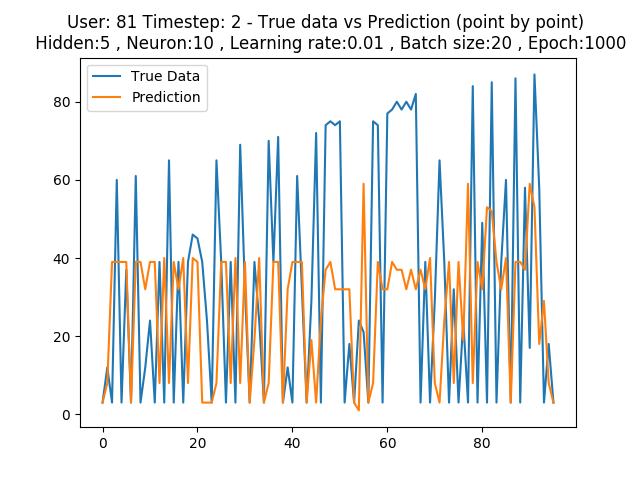 User: 81 Timestep: 2 - True data vs Prediction (point by point)
Hidden:5 , Neuron:10 , Learning rate:0.01 , Batch size:20 , Epoch:1000
True Data
Prediction
80
60
40
20
0
0 20 40 60 80